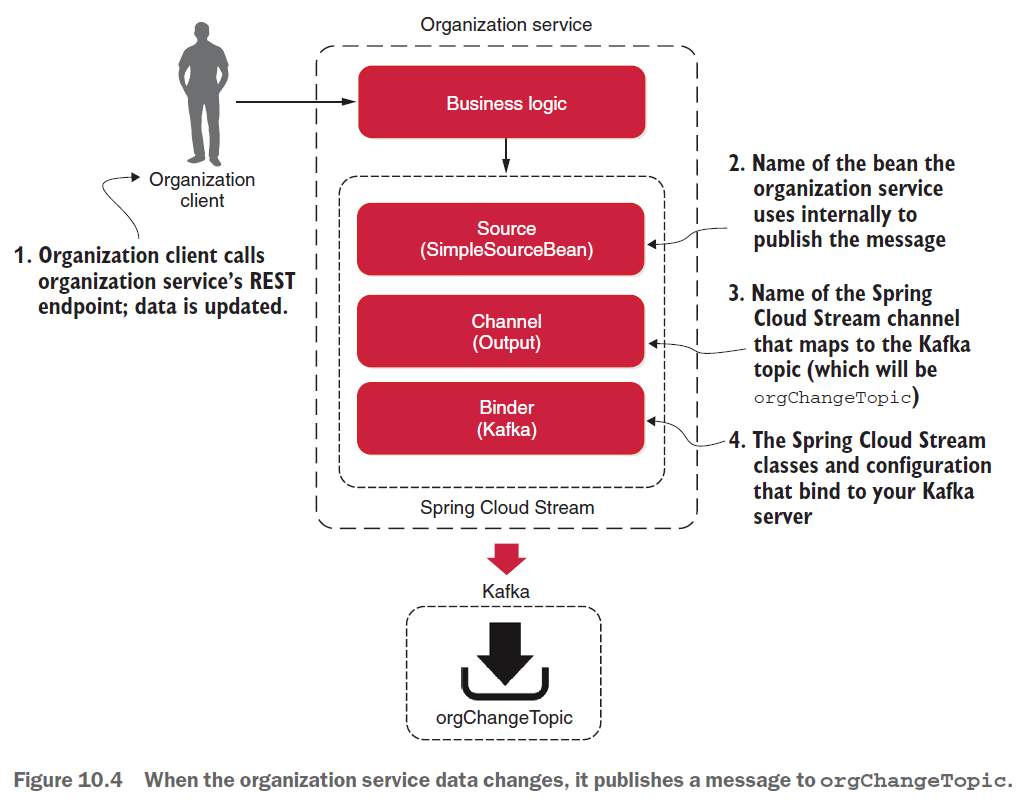 Organization service
Business logic
Organization
client
1. Organization client calls
organization service’s REST
endpoint; data is updated.
Source
(SimpleSourceBean)
2. Name of the bean the
organization service
uses internally to
publish the message
Channel
(Output)
3. Name of the Spring
Cloud Stream channel
that maps to the Kafka
topic (which will be
orgChangeTopic)
Binder
(Kafka)
4. The Spring Cloud Stream
classes and configuration
that bind to your Kafka
server
Spring Cloud Stream
Kafka
orgChangeTopic
Figure 10.4 When the organization service data changes, it publishes a message to orgChangeTopic.